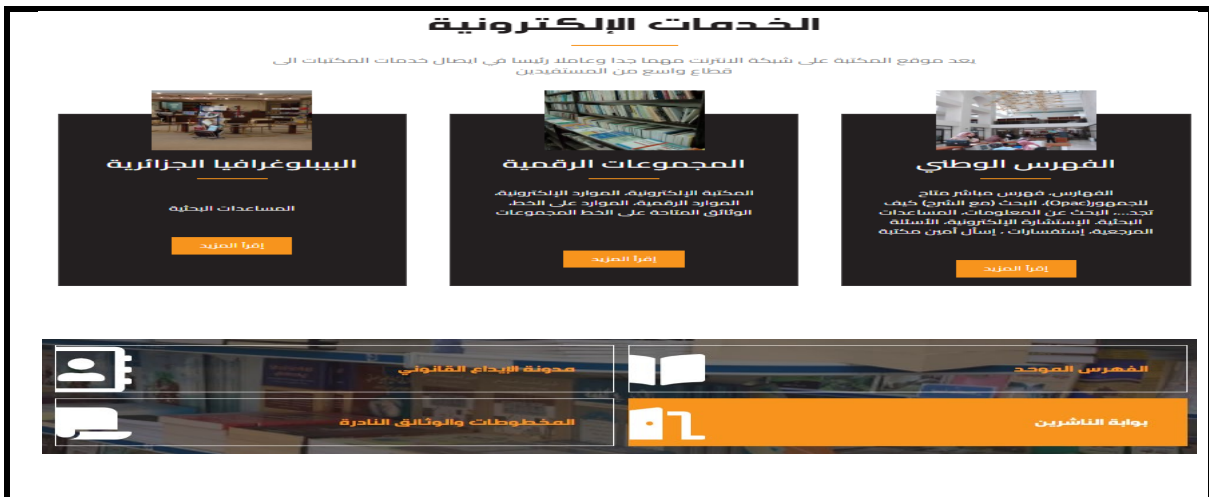 الخدمات الإلكترونية
يعد موقع المكتبة على شبكة الانترنت مهما جدا وعاملا رئيسا في ايصال خدمات المكتبات الى
قطاع واسع من المستفيدين
الفهرس الوطني
الفهارس، فهرس مباشر متاح
للجمهور(Opac)، البحث (مع الشرح) كيف
تجد...، البحث عن المعلومات، المساعدات
البحثية، الإستشارة الإلكترونية، الأسئلة
المرجعية، إستفسارات ، إسأل أمين مكتبة
إقرأ المزيد
المجموعات الرقمية
المكتبة الإلكترونية، الموارد الإلكترونية،
الموارد الرقمية، الموارد على الخط،
الوثائق المتاحة على الخط المجموعات
إقرأ المزيد
البيبلوغرافيا الجزائرية
المساعدات البحثية
إقرأ المزيد
الفهرس الموحد
مدونة الإيداع القانوني
بوابة الناشرين
المخطوطات والوثائق النادرة